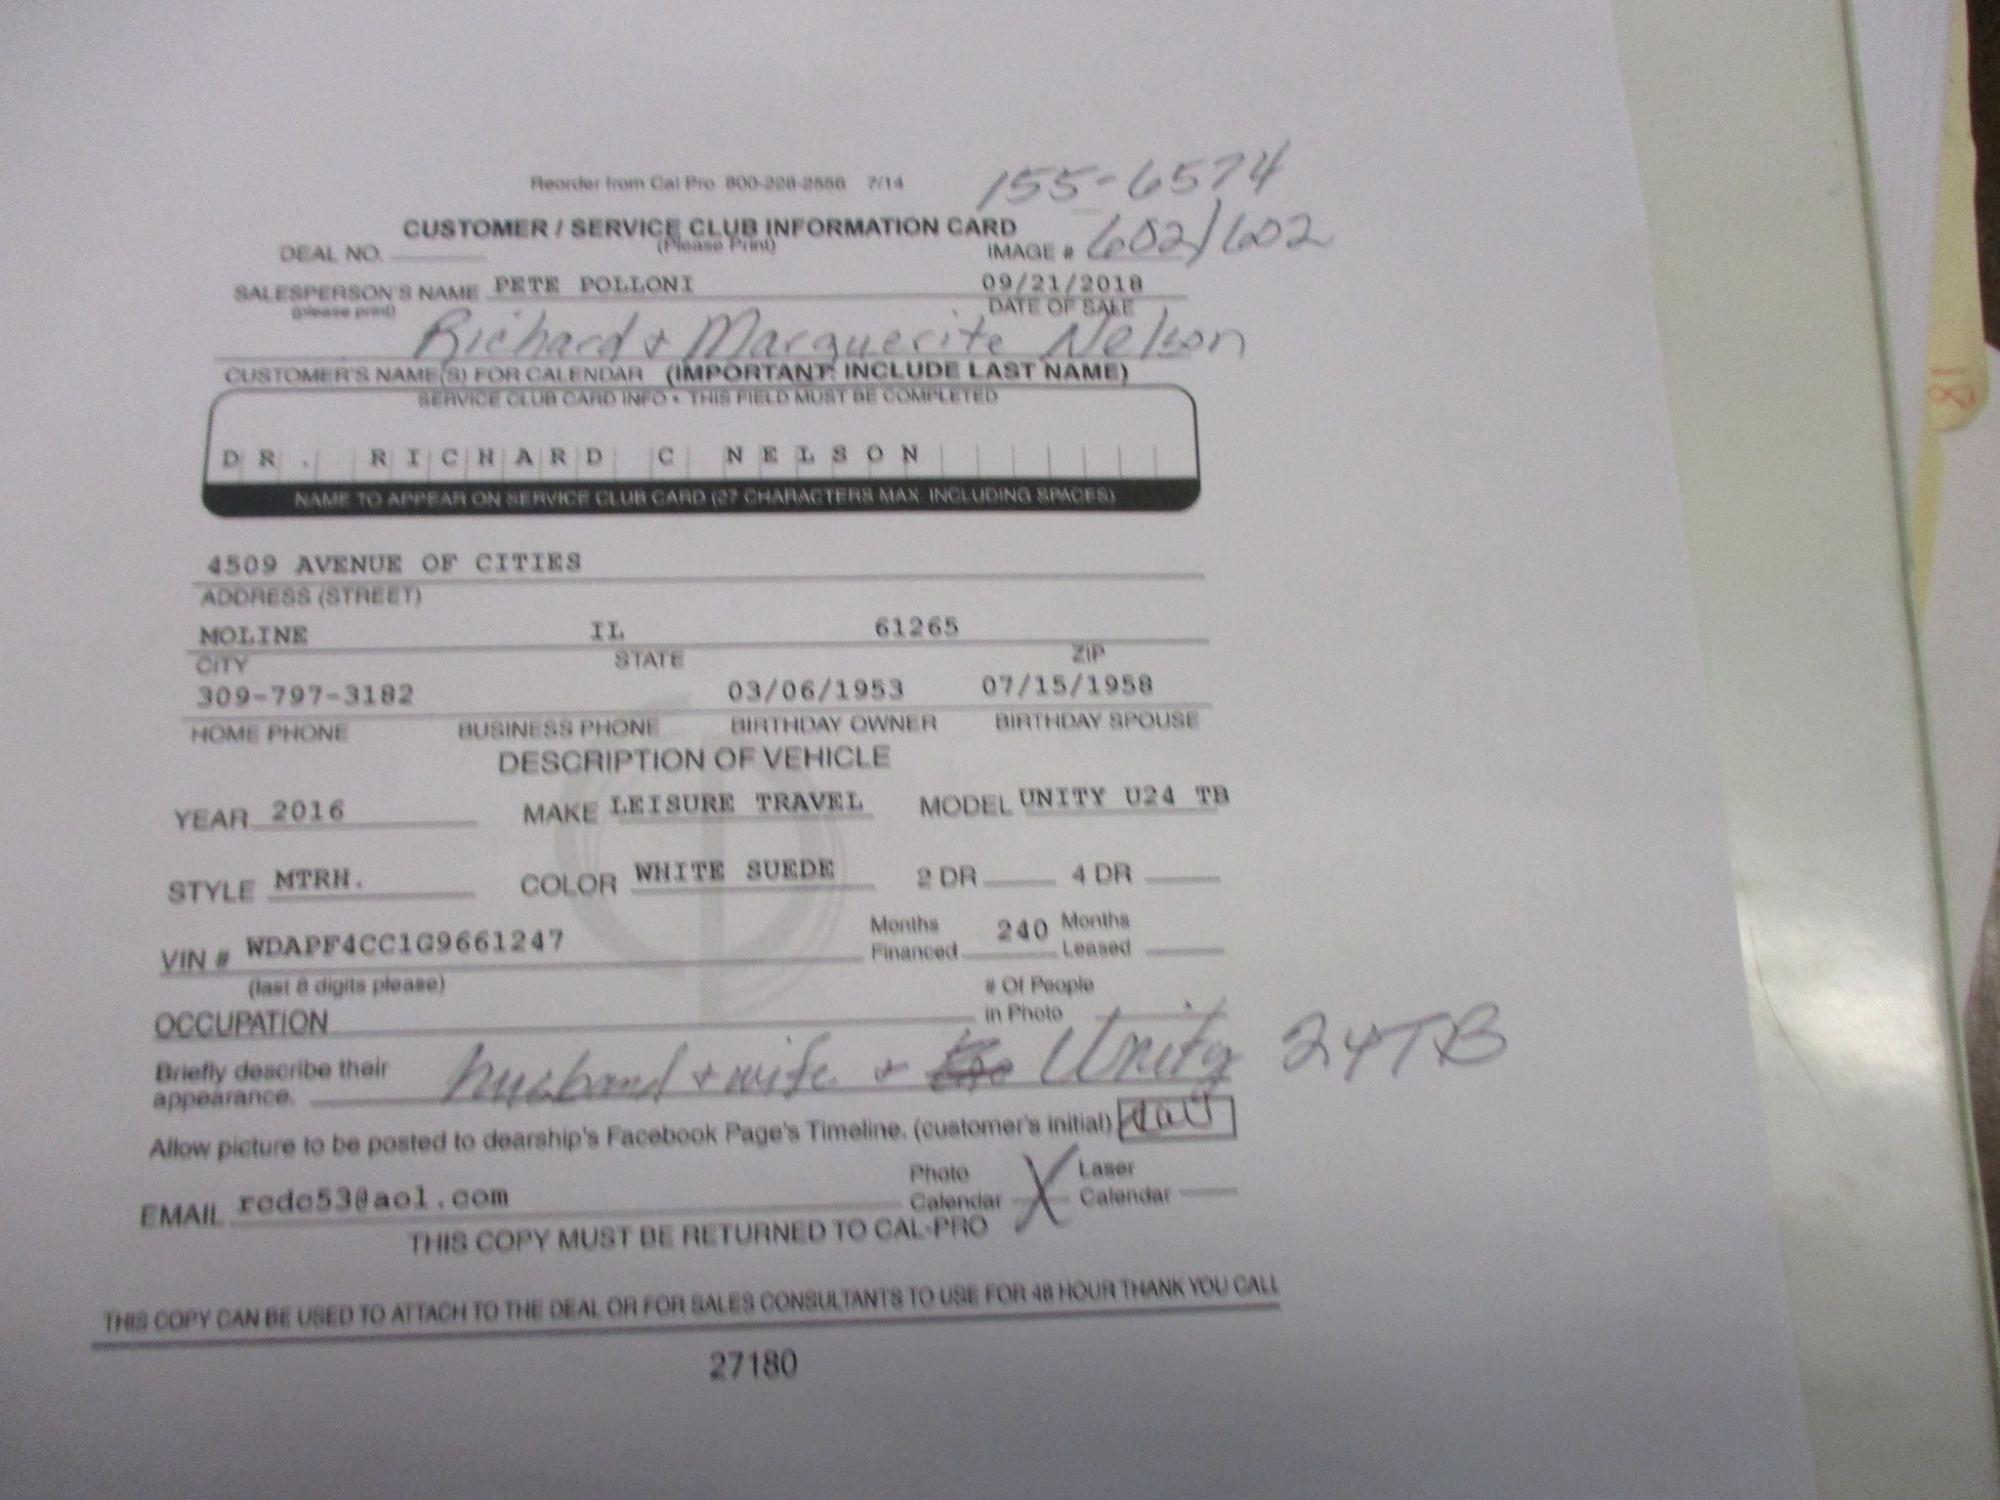 Reorder from Cal Pro 800-228-2556 7/14
155-6574
CUSTOMER / SERVICE CLUB INFORMATION CARD
(Please Print)
DEAL NO. IMAGE # 602/602
SALESPERSON'S NAME PETE POLLONI 09/21/2018
(please print) DATE OF SALE
Richard + Marguerite Nelson
CUSTOMER'S NAME(S) FOR CALENDAR (IMPORTANT: INCLUDE LAST NAME)
SERVICE CLUB CARD INFO • THIS FIELD MUST BE COMPLETED
DR. RICHARD C NELSON
NAME TO APPEAR ON SERVICE CLUB CARD (27 CHARACTERS MAX. INCLUDING SPACES)
4509 AVENUE OF CITIES
ADDRESS (STREET)
MOLINE IL 61265
CITY STATE ZIP
309-797-3182 03/06/1953 07/15/1958
HOME PHONE BUSINESS PHONE BIRTHDAY OWNER BIRTHDAY SPOUSE
DESCRIPTION OF VEHICLE
YEAR 2016 MAKE LEISURE TRAVEL MODEL UNITY U24 TB
STYLE MTRH. COLOR WHITE SUEDE 2 DR 4 DR
VIN # WDAPF4CC1G9661247 Months Financed 240 Months Leased
(last 8 digits please)
OCCUPATION # Of People in Photo
Briefly describe their appearance. husband + wife + Unity 24TB
Allow picture to be posted to dearship's Facebook Page's Timeline. (customer's initial)
EMAIL rcdc53@aol.com Photo Calendar X Laser Calendar
THIS COPY MUST BE RETURNED TO CAL-PRO
THIS COPY CAN BE USED TO ATTACH TO THE DEAL OR FOR SALES CONSULTANTS TO USE FOR 48 HOUR THANK YOU CALL
27180